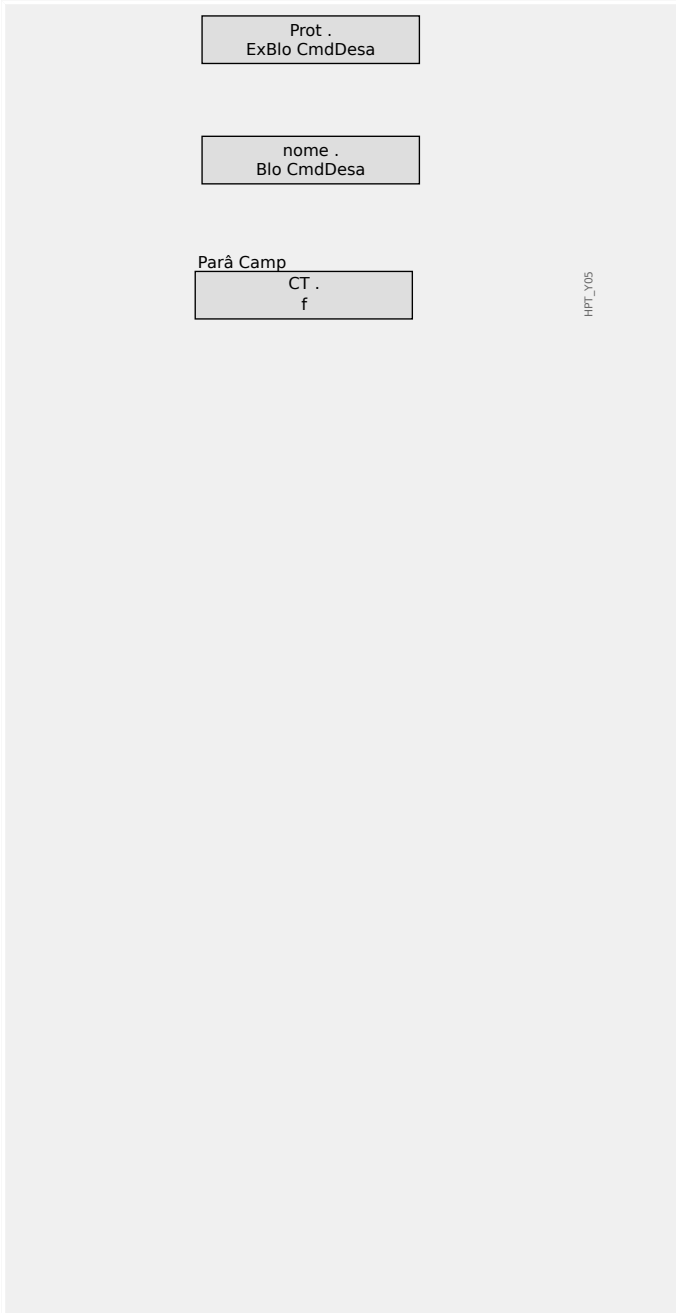 Prot .
ExBlo CmdDesa
nome .
Blo CmdDesa
Parâ Camp
CT .
f
HPT_Y05